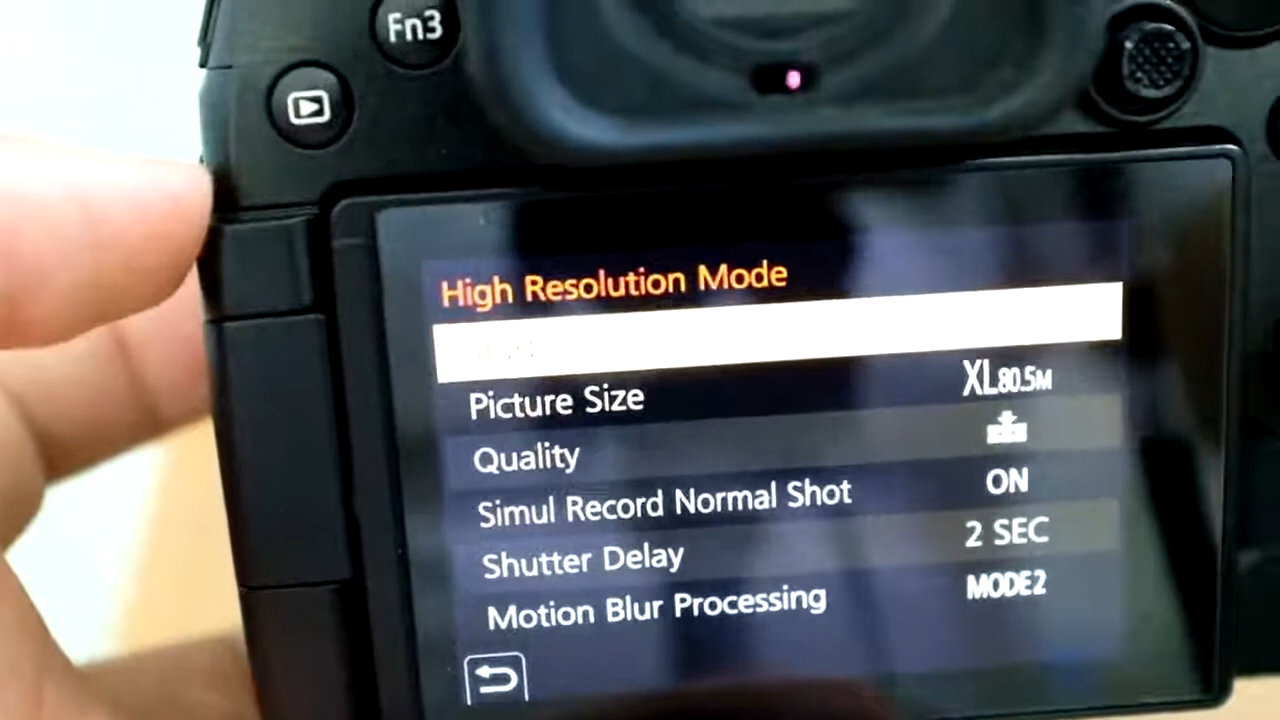 Fn3
High Resolution Mode
Picture Size XL80.5M
Quality
Simul Record Normal Shot ON
Shutter Delay 2 SEC
Motion Blur Processing MODE2